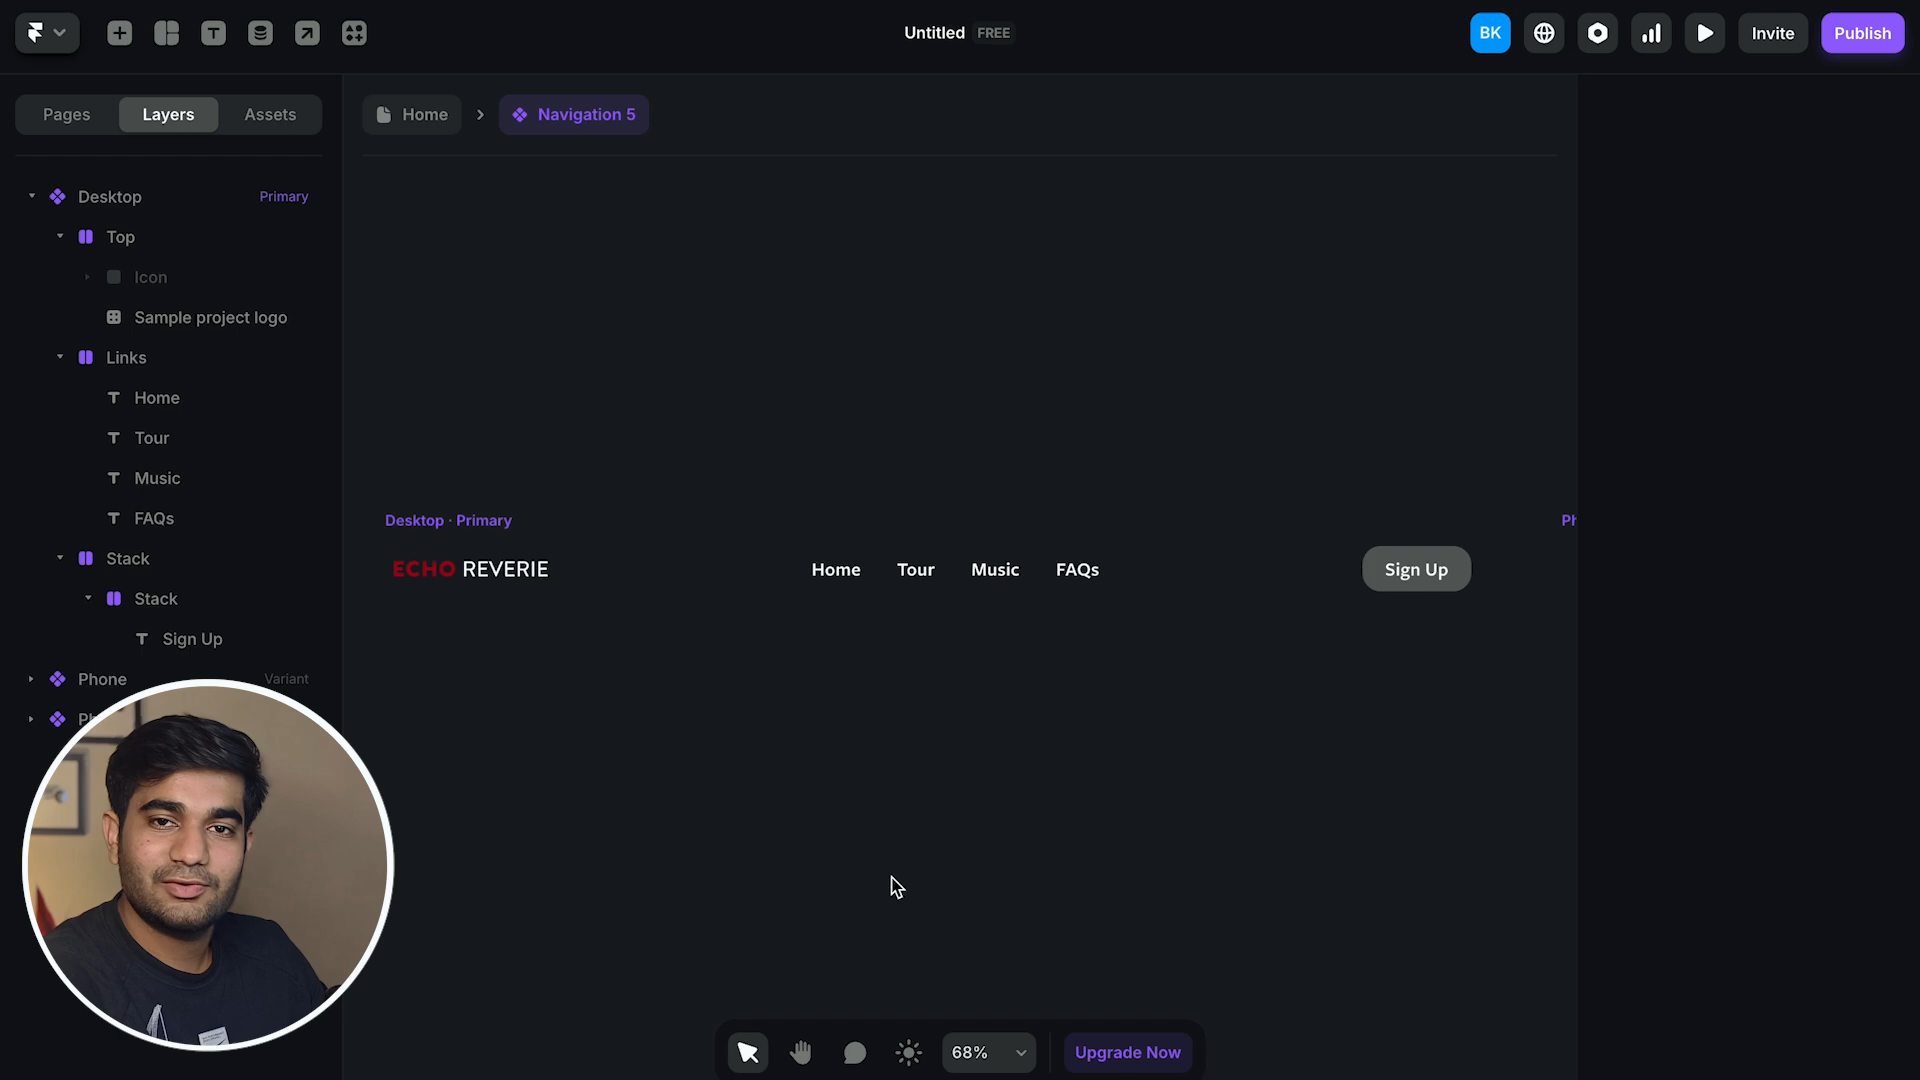 Untitled FREE
BK
Invite
Publish
Pages Layers Assets
Home
Navigation 5
Desktop Primary
Top
Icon
Sample project logo
Links
Home
Tour
Music
FAQs
Stack
Stack
Sign Up
Phone Variant
Desktop · Primary
ECHO REVERIE
Home Tour Music FAQs
Sign Up
68%
Upgrade Now